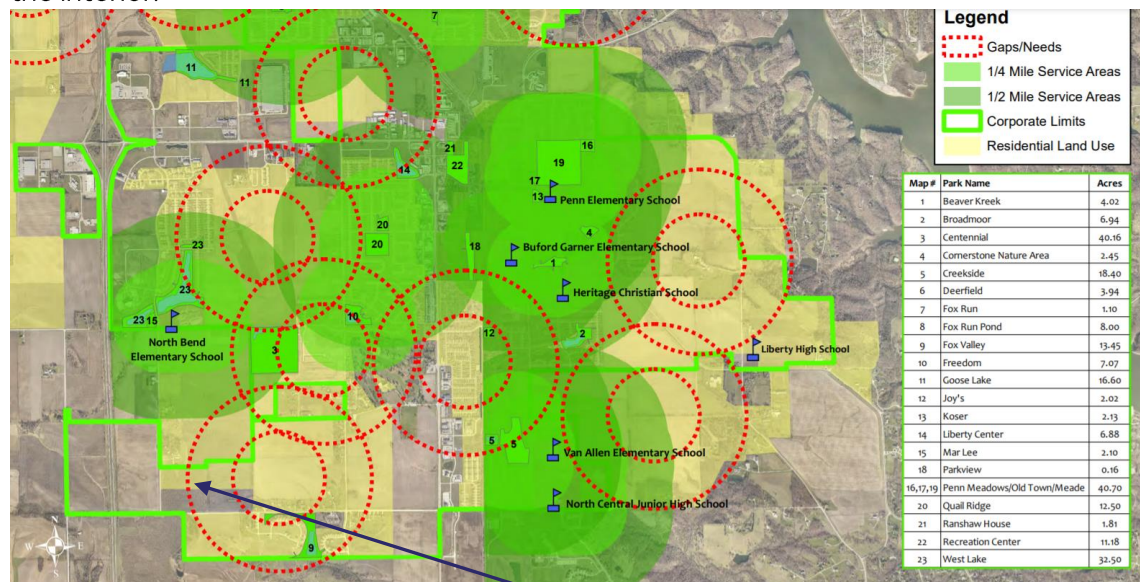 the interior.
Legend
Gaps/Needs
1/4 Mile Service Areas
1/2 Mile Service Areas
Corporate Limits
Residential Land Use
Map # Park Name Acres
1 Beaver Kreek 4.02
2 Broadmoor 6.94
3 Centennial 40.16
4 Cornerstone Nature Area 2.45
5 Creekside 18.40
6 Deerfield 3.94
7 Fox Run 1.10
8 Fox Run Pond 8.00
9 Fox Valley 13.45
10 Freedom 7.07
11 Goose Lake 16.60
12 Joy's 2.02
13 Koser 2.13
14 Liberty Center 6.88
15 Mar Lee 2.10
18 Parkview 0.16
16,17,19 Penn Meadows/Old Town/Meade 40.70
20 Quail Ridge 12.50
21 Ranshaw House 1.81
22 Recreation Center 11.18
23 West Lake 32.50
7
11
11
21
22
16
19
14
17
13
Penn Elementary School
20
20
4
18
Buford Garner Elementary School
1
23
Heritage Christian School
23
23 15
North Bend
Elementary School
10
12
2
3
Liberty High School
5
5
Van Allen Elementary School
North Central Junior High School
9
N
W
E
S